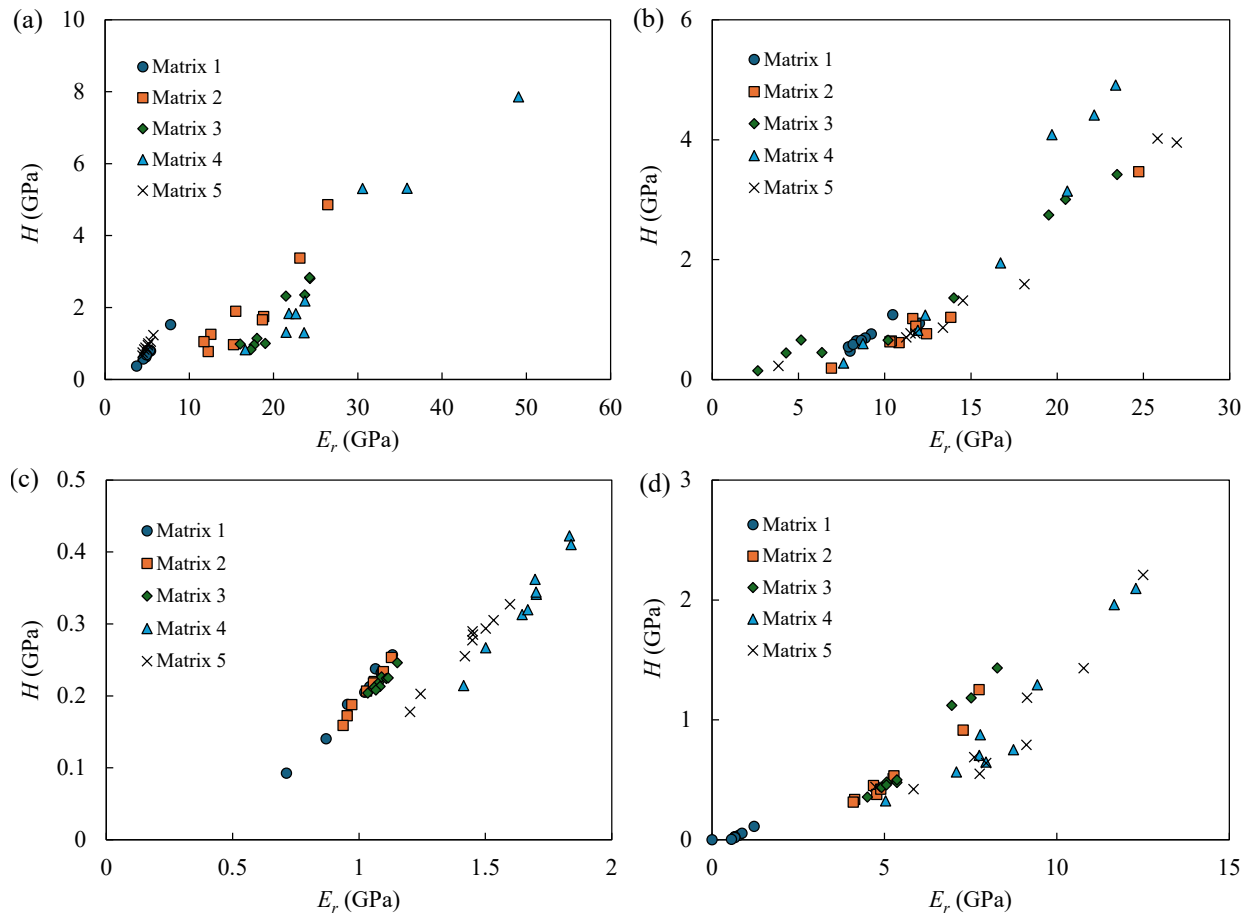 (a)
10
8
6
4
2
0
H (GPa)
Matrix 1
Matrix 2
Matrix 3
Matrix 4
Matrix 5
0 10 20 30 40 50 60
E_r (GPa)
(b)
6
4
2
0
H (GPa)
Matrix 1
Matrix 2
Matrix 3
Matrix 4
Matrix 5
0 5 10 15 20 25 30
E_r (GPa)
(c)
0.5
0.4
0.3
0.2
0.1
0
H (GPa)
Matrix 1
Matrix 2
Matrix 3
Matrix 4
Matrix 5
0 0.5 1 1.5 2
E_r (GPa)
(d)
3
2
1
0
H (GPa)
Matrix 1
Matrix 2
Matrix 3
Matrix 4
Matrix 5
0 5 10 15
E_r (GPa)